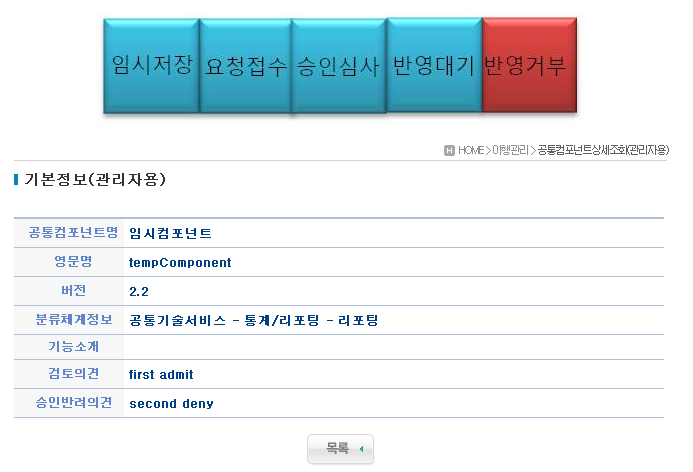 임시저장 요청접수 승인심사 반영대기 반영거부
H HOME > 이행관리 > 공통컴포넌트상세조회(관리자용)
기본정보(관리자용)
공통컴포넌트명 임시컴포넌트
영문명 tempComponent
버전 2.2
분류체계정보 공통기술서비스 - 통계/리포팅 - 리포팅
기능소개
검토의견 first admit
승인반려의견 second deny
목록